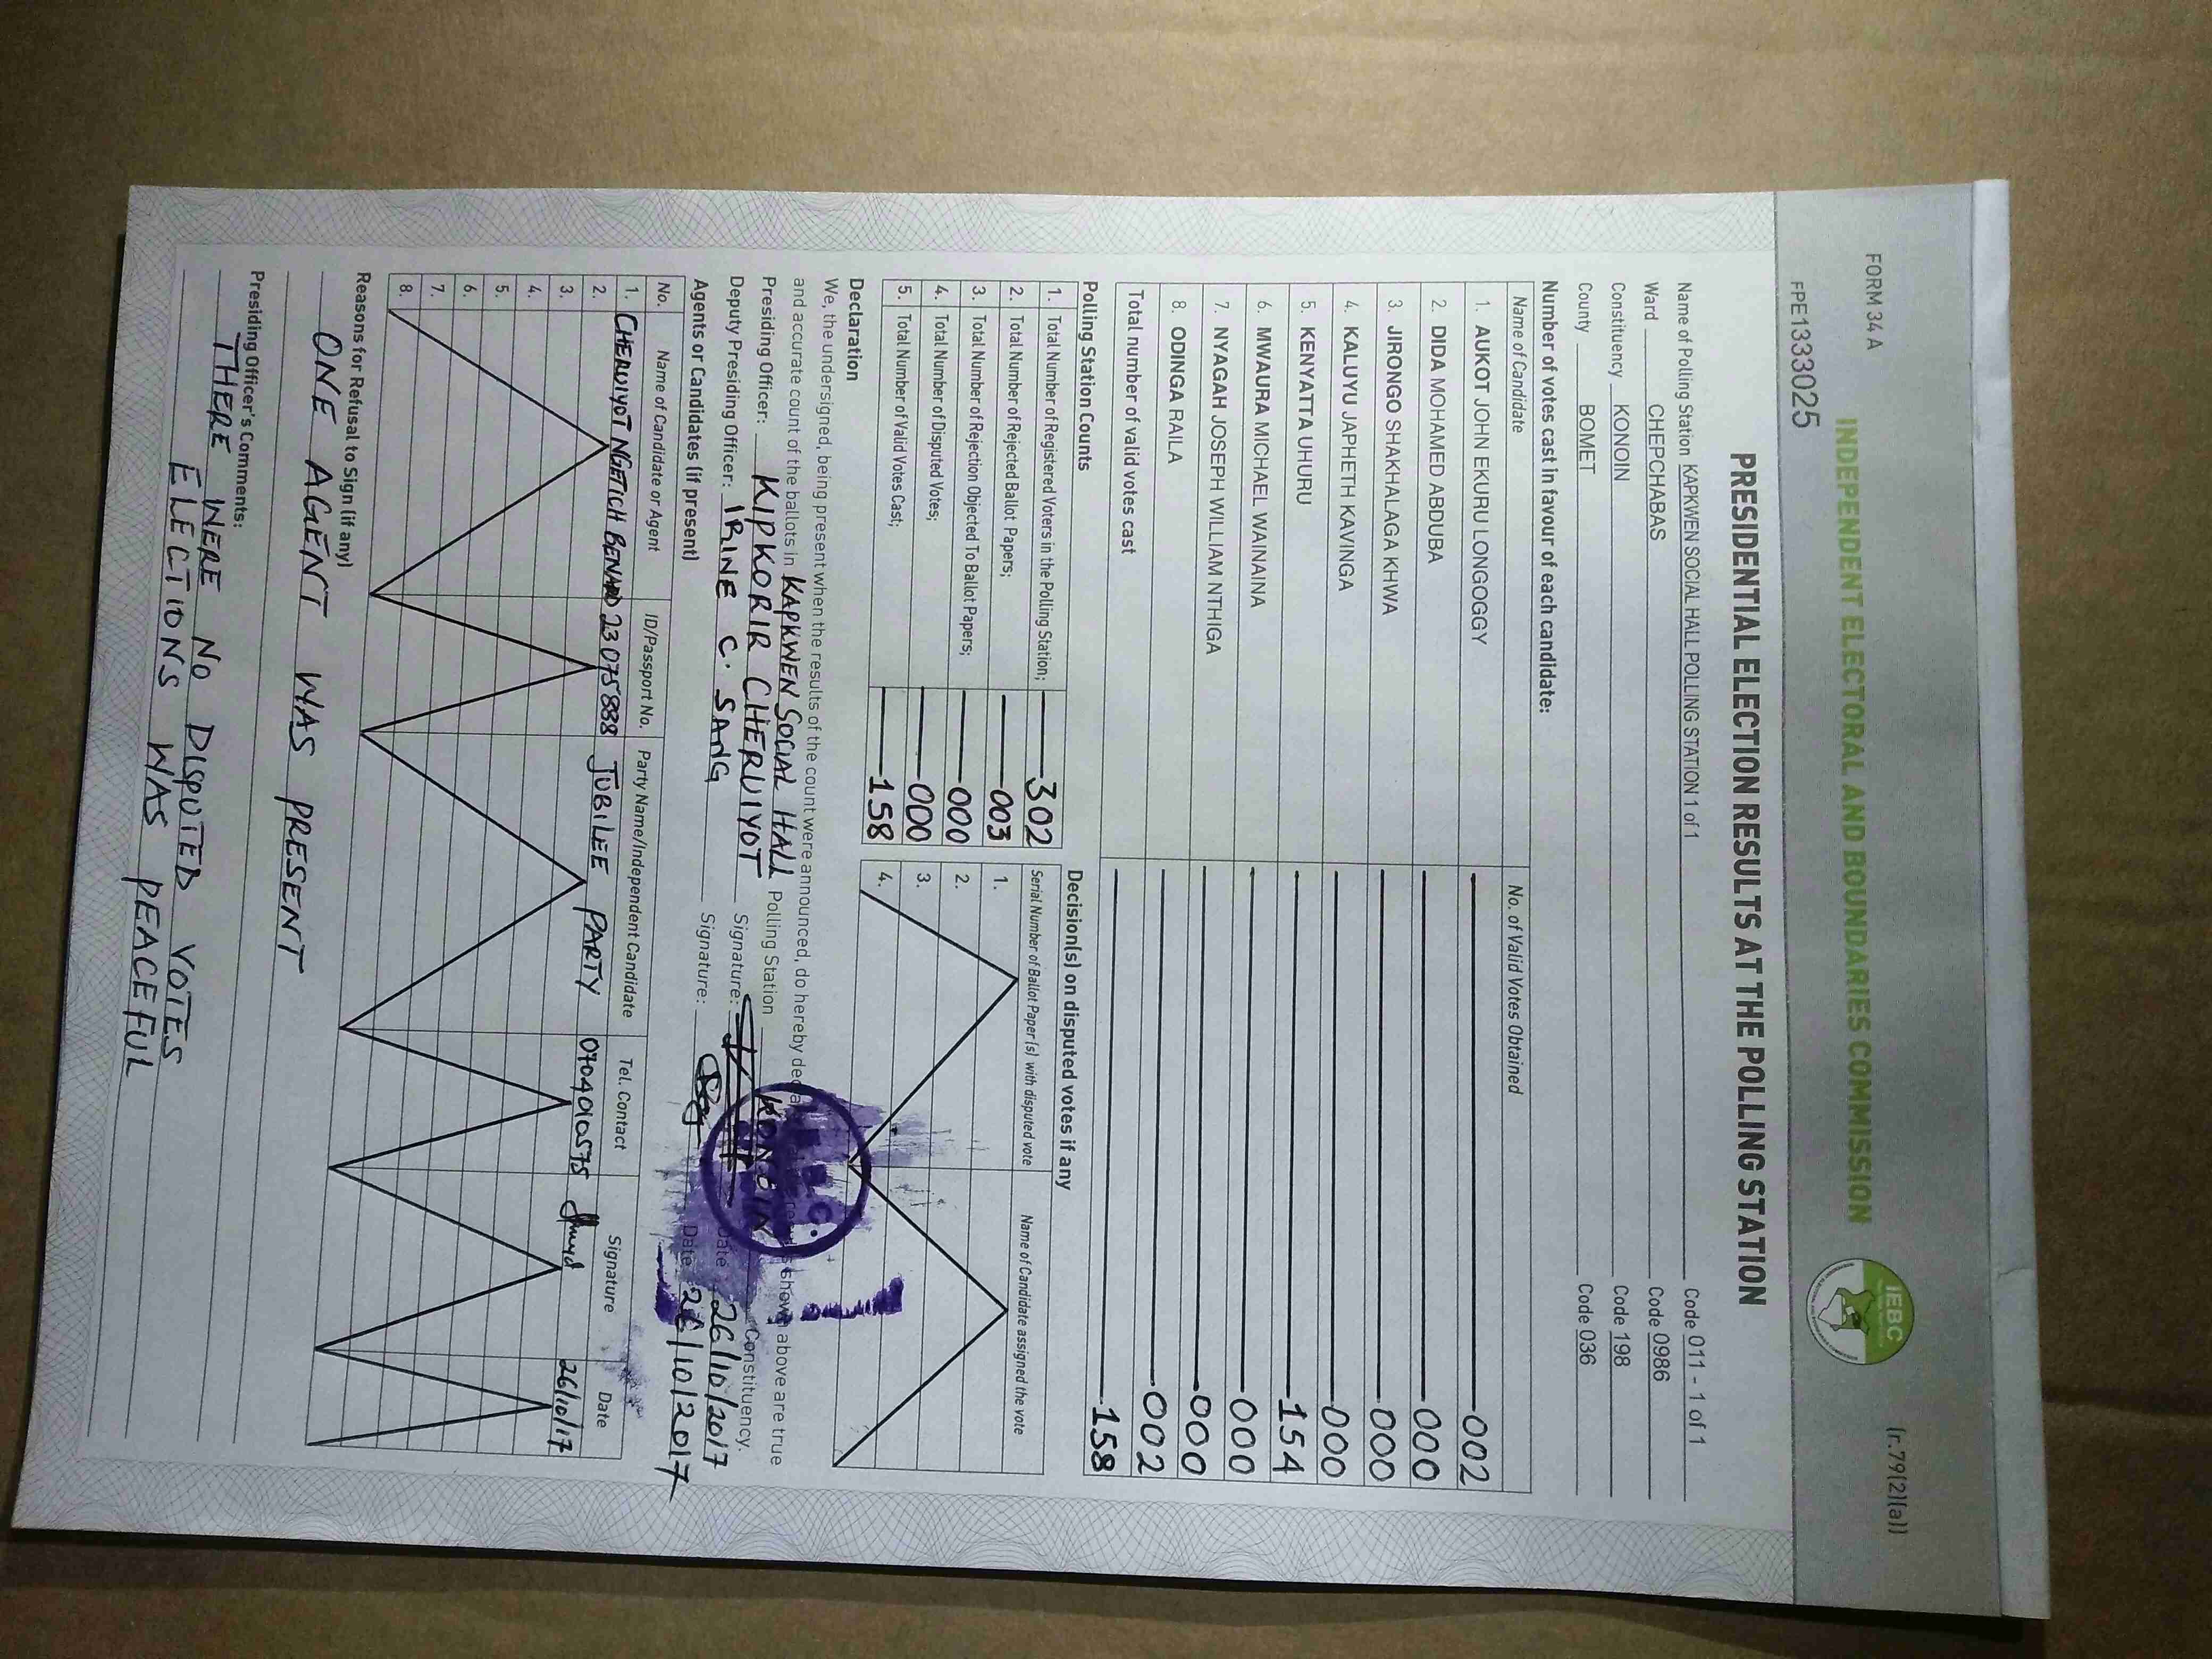 FORM 34 A
(r.79(2)(a))
INDEPENDENT ELECTORAL AND BOUNDARIES COMMISSION
IEBC
FPE1333025
PRESIDENTIAL ELECTION RESULTS AT THE POLLING STATION
Name of Polling Station KAPKWEN SOCIAL HALL POLLING STATION 1 of 1 Code 011 - 1 of 1
Ward CHEPCHABAS Code 0986
Constituency KONOIN Code 198
County BOMET Code 036
Number of votes cast in favour of each candidate:
Name of Candidate No. of Valid Votes Obtained
1. AUKOT JOHN EKURU LONGOGGY 002
2. DIDA MOHAMED ABDUBA 000
3. JIRONGO SHAKHALAGA KHWA 000
4. KALUYU JAPHETH KAVINGA 000
5. KENYATTA UHURU 154
6. MWAURA MICHAEL WAINAINA 000
7. NYAGAH JOSEPH WILLIAM NTHIGA 000
8. ODINGA RAILA 002
Total number of valid votes cast 158
Polling Station Counts
1. Total Number of Registered Voters in the Polling Station; 302
2. Total Number of Rejected Ballot Papers; 003
3. Total Number of Rejection Objected To Ballot Papers; 000
4. Total Number of Disputed Votes; 000
5. Total Number of Valid Votes Cast; 158
Decision(s) on disputed votes if any
Serial Number of Ballot Paper (s) with disputed vote Name of Candidate assigned the vote
1.
2.
3.
4.
Declaration
We, the undersigned, being present when the results of the count were announced, do hereby shown above are true
and accurate count of the ballots in KAPKWEN SOCIAL HALL Polling Station KONOIN Constituency.
Presiding Officer: KIPKORIR CHERUIYOT Signature: Date 26/10/2017
Deputy Presiding Officer: IRINE C. SANG Signature: Date 26/10/2017
Agents or Candidates (if present)
No. Name of Candidate or Agent ID/Passport No. Party Name/Independent Candidate Tel. Contact Signature Date
1. CHERUIYOT NGETICH BENARD 23075838 JUBILEE PARTY 0704010575 26/10/17
2.
3.
4.
5.
6.
7.
8.
Reasons for Refusal to Sign (if any)
ONE AGENT WAS PRESENT
Presiding Officer's Comments:
THERE WERE NO DISPUTED VOTES
ELECTIONS WAS PEACEFUL